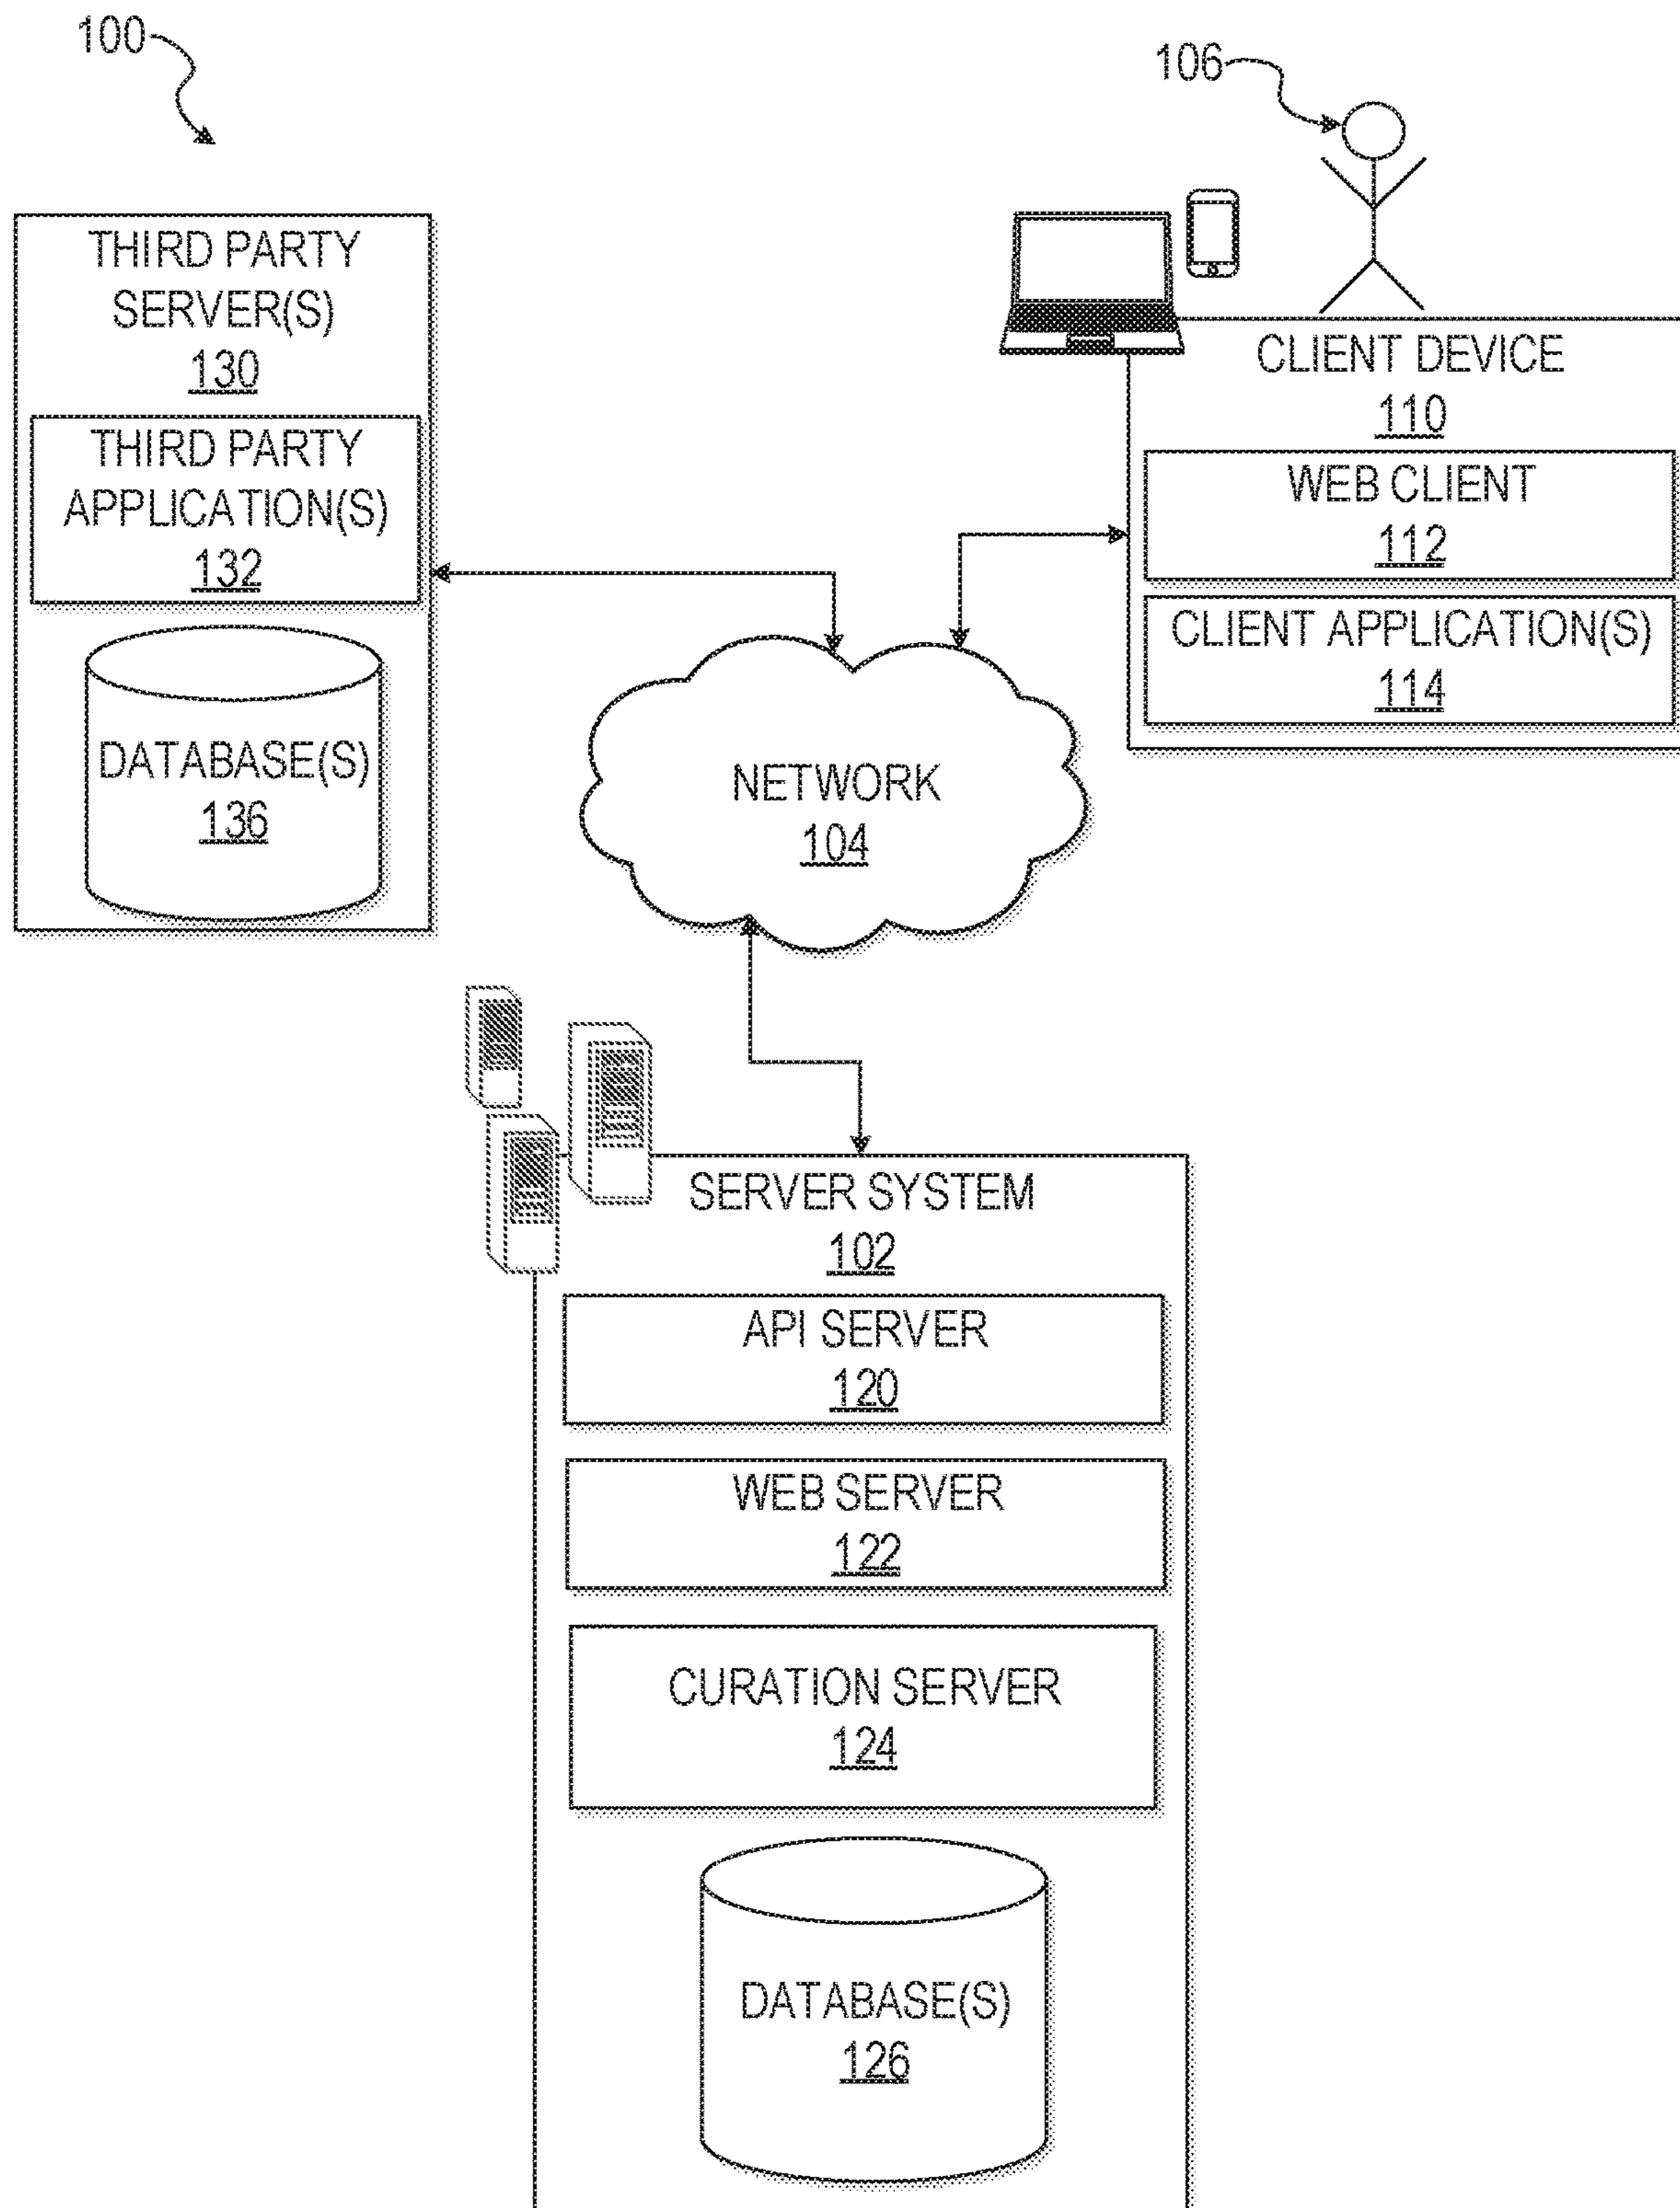 100
106
THIRD PARTY
SERVER(S)
130
THIRD PARTY
APPLICATION(S)
132
DATABASE(S)
136
CLIENT DEVICE
110
WEB CLIENT
112
CLIENT APPLICATION(S)
114
NETWORK
104
SERVER SYSTEM
102
API SERVER
120
WEB SERVER
122
CURATION SERVER
124
DATABASE(S)
126